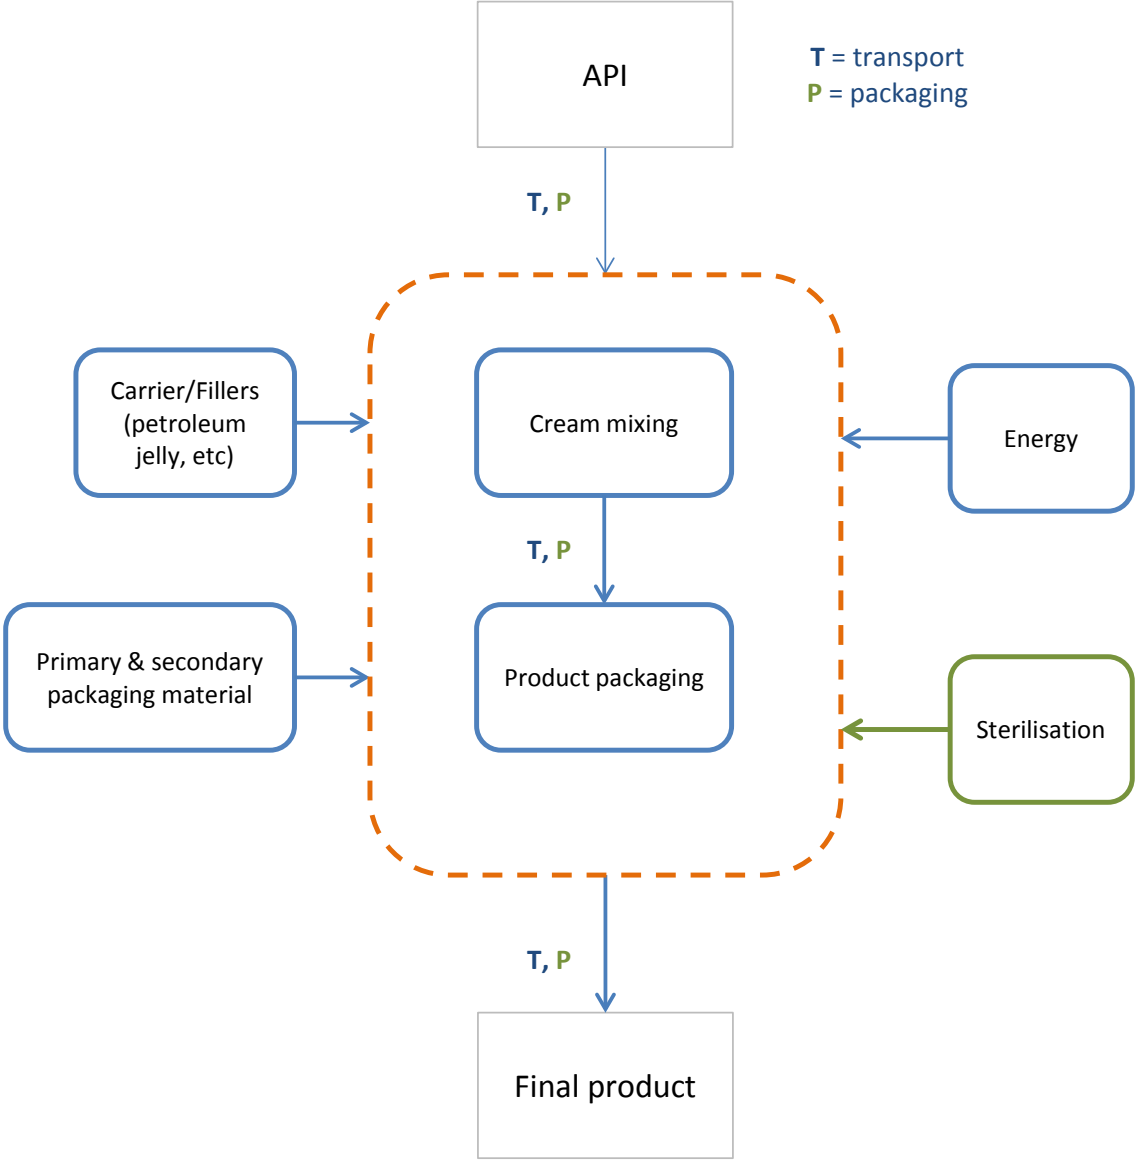 API
T = transport
P = packaging
T, P
Carrier/Fillers
(petroleum
jelly, etc)
Cream mixing
Energy
T, P
Primary & secondary
packaging material
Product packaging
Sterilisation
T, P
Final product